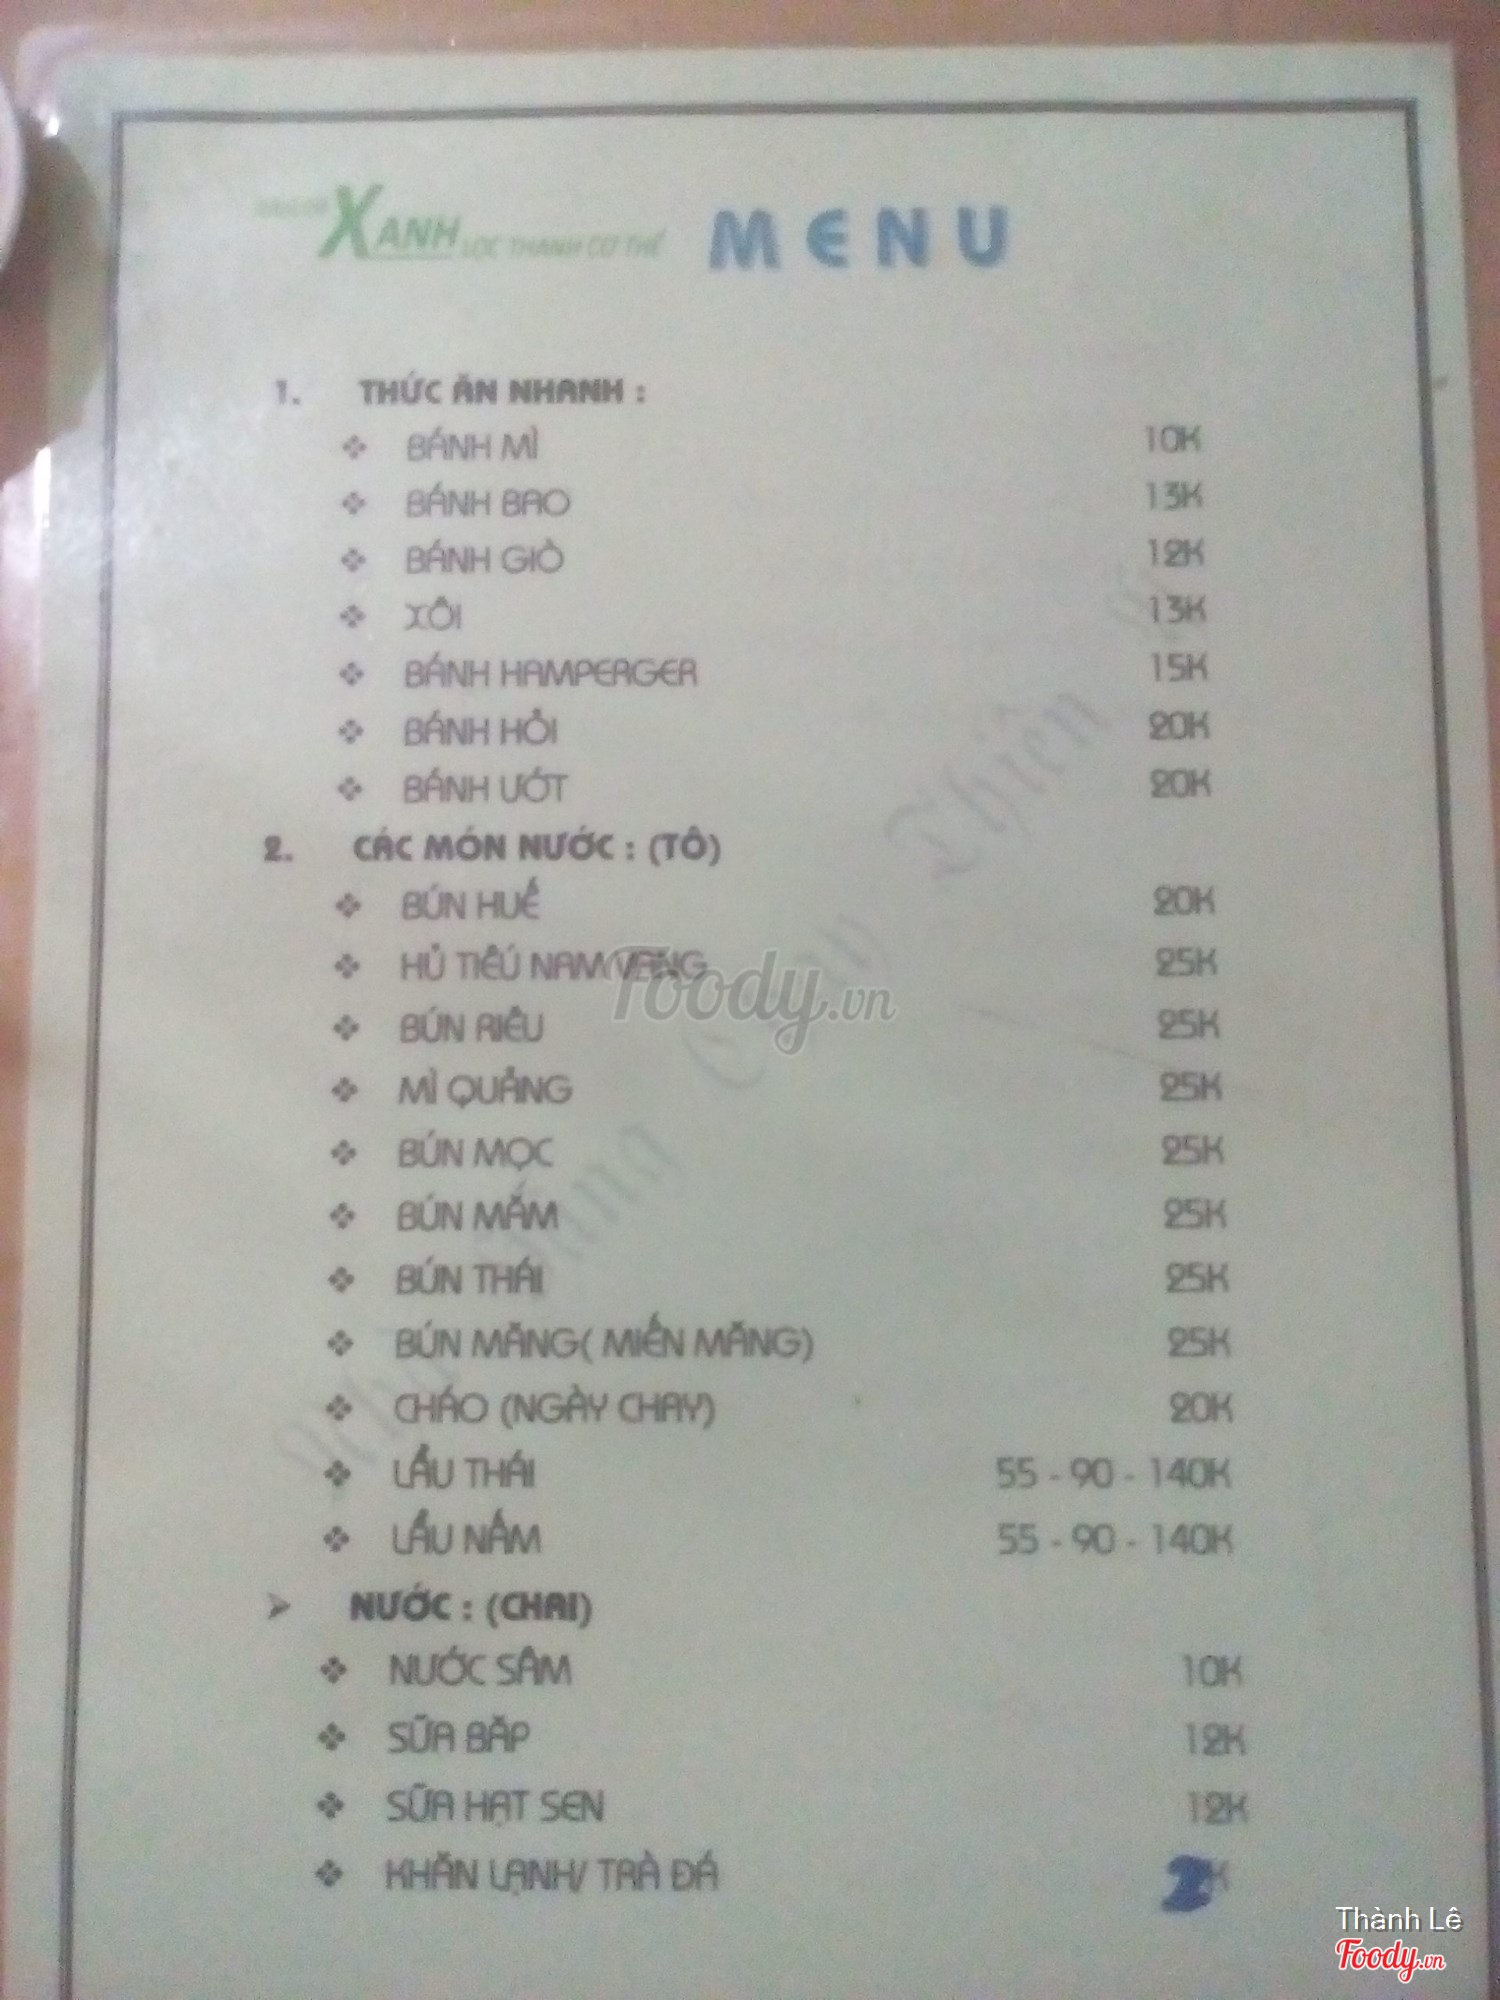 XANH LỌC THANH CƠ THỂ MENU
1. THỨC ĂN NHANH :
BÁNH MÌ 10K
BÁNH BAO 13K
BÁNH GIÒ 12K
XÔI 13K
BÁNH HAMPERGER 15K
BÁNH HỎI 20K
BÁNH ƯỚT 20K
2. CÁC MÓN NƯỚC : (TÔ)
BÚN HUẾ 20K
HỦ TIẾU NAM VANG 25K
BÚN RIÊU 25K
MÌ QUẢNG 25K
BÚN MỌC 25K
BÚN MẮM 25K
BÚN THÁI 25K
BÚN MĂNG( MIẾN MĂNG) 25K
CHÁO (NGÀY CHAY) 20K
LẨU THÁI 55 - 90 - 140K
LẨU NẤM 55 - 90 - 140K
NƯỚC : (CHAI)
NƯỚC SÂM 10K
SỮA BẮP 12K
SỮA HẠT SEN 12K
KHĂN LẠNH/ TRÀ ĐÁ 2K
Foody.vn
Thành Lê
Foody.vn